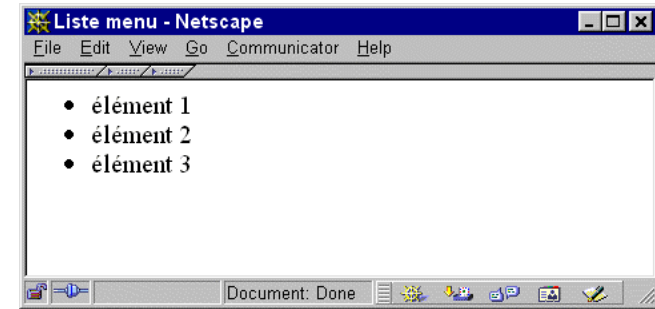 Liste menu - Netscape
File Edit View Go Communicator Help
élément 1
élément 2
élément 3
Document: Done